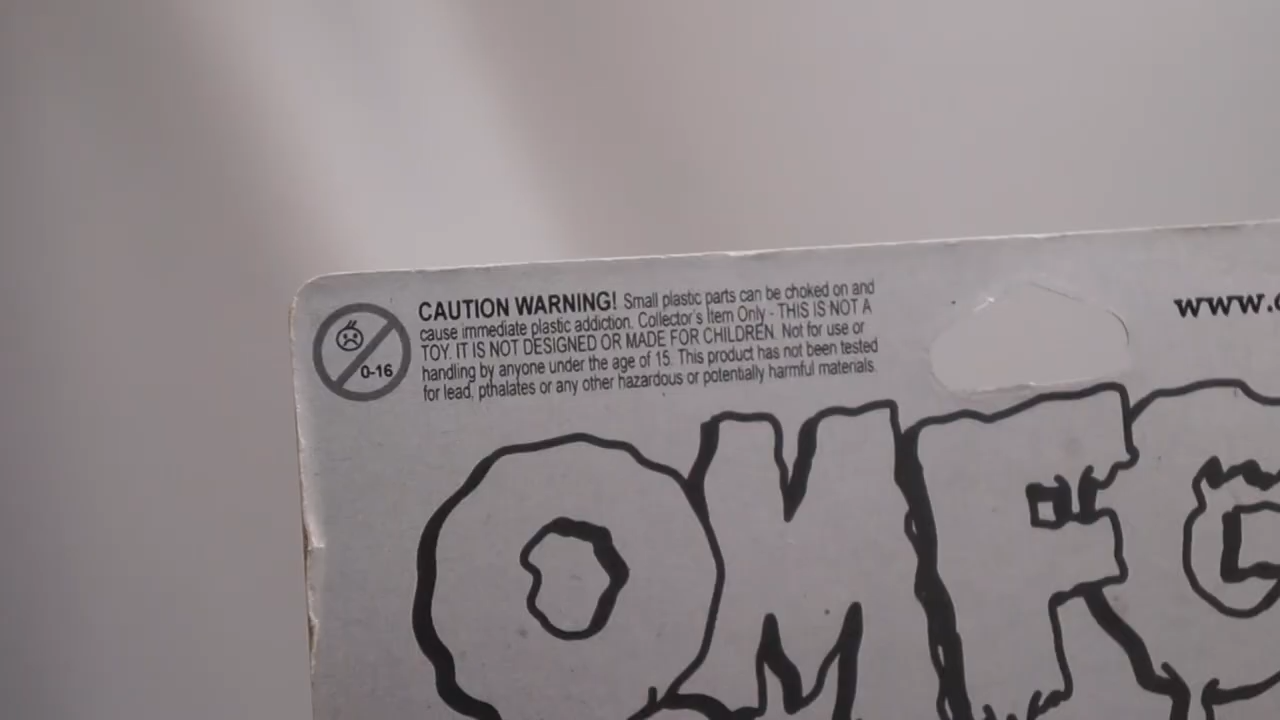 CAUTION WARNING! Small plastic parts can be choked on and
cause immediate plastic addiction. Collector's Item Only - THIS IS NOT A
TOY. IT IS NOT DESIGNED OR MADE FOR CHILDREN. Not for use or
handling by anyone under the age of 15. This product has not been tested
for lead, pthalates or any other hazardous or potentially harmful materials.
0-16
www.
OMFG